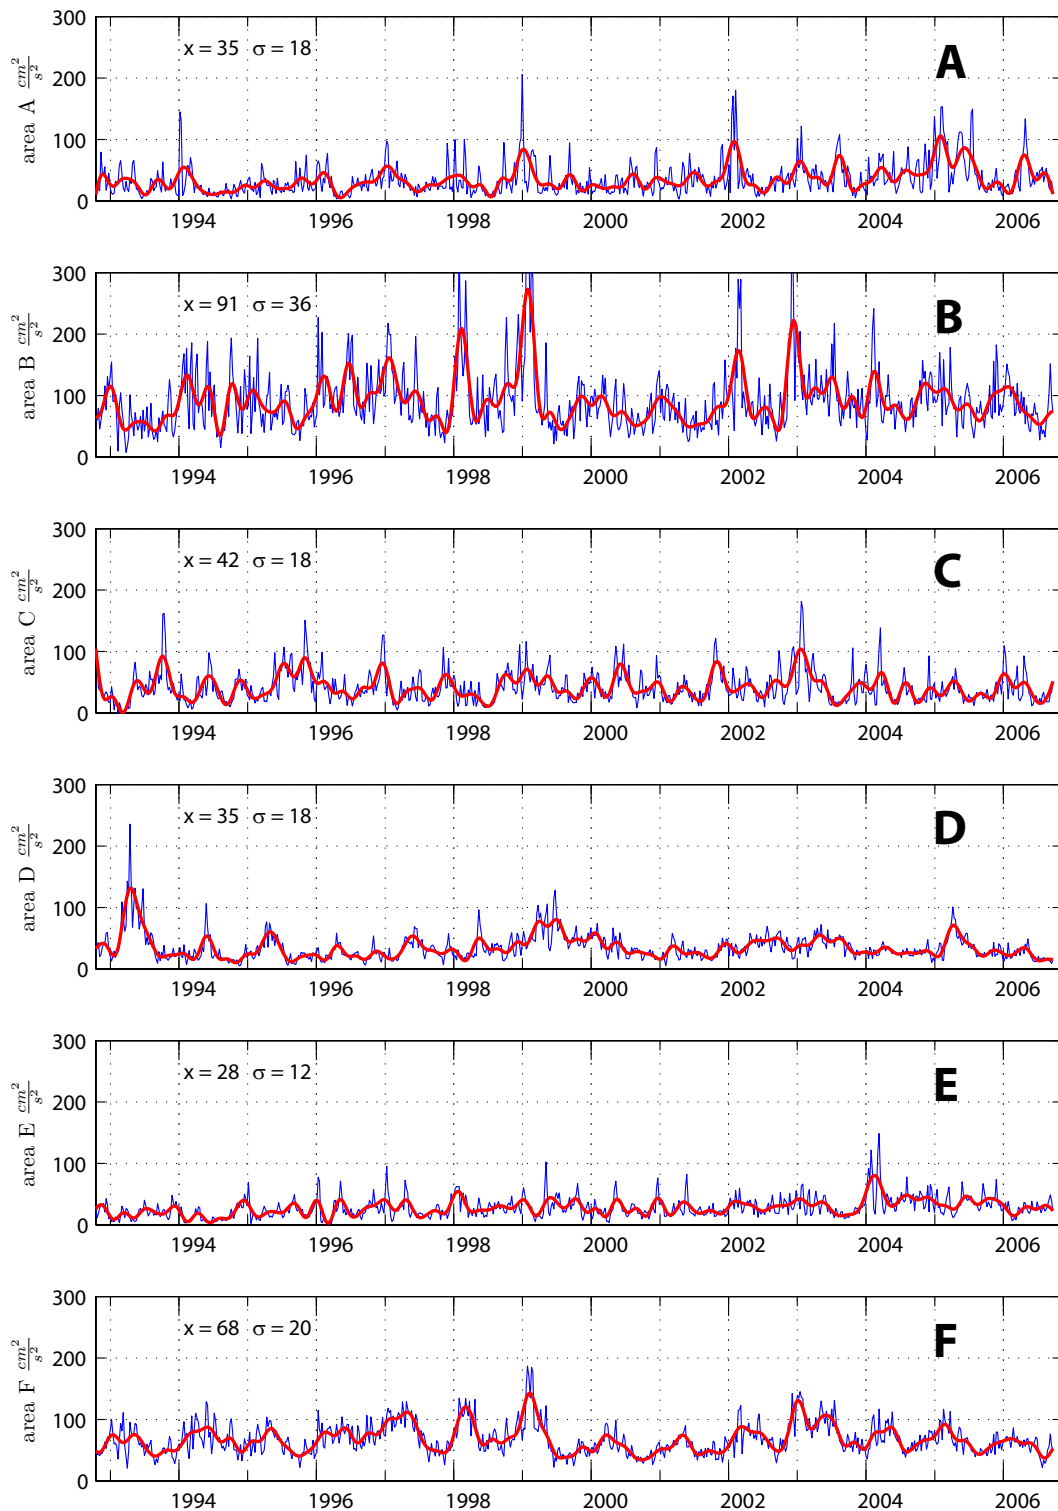 300
x = 35 σ = 18
A
200
100
0
area A cm²/s²
1994 1996 1998 2000 2002 2004 2006
300
x = 91 σ = 36
B
200
100
0
area B cm²/s²
1994 1996 1998 2000 2002 2004 2006
300
x = 42 σ = 18
C
200
100
0
area C cm²/s²
1994 1996 1998 2000 2002 2004 2006
300
x = 35 σ = 18
D
200
100
0
area D cm²/s²
1994 1996 1998 2000 2002 2004 2006
300
x = 28 σ = 12
E
200
100
0
area E cm²/s²
1994 1996 1998 2000 2002 2004 2006
300
x = 68 σ = 20
F
200
100
0
area F cm²/s²
1994 1996 1998 2000 2002 2004 2006